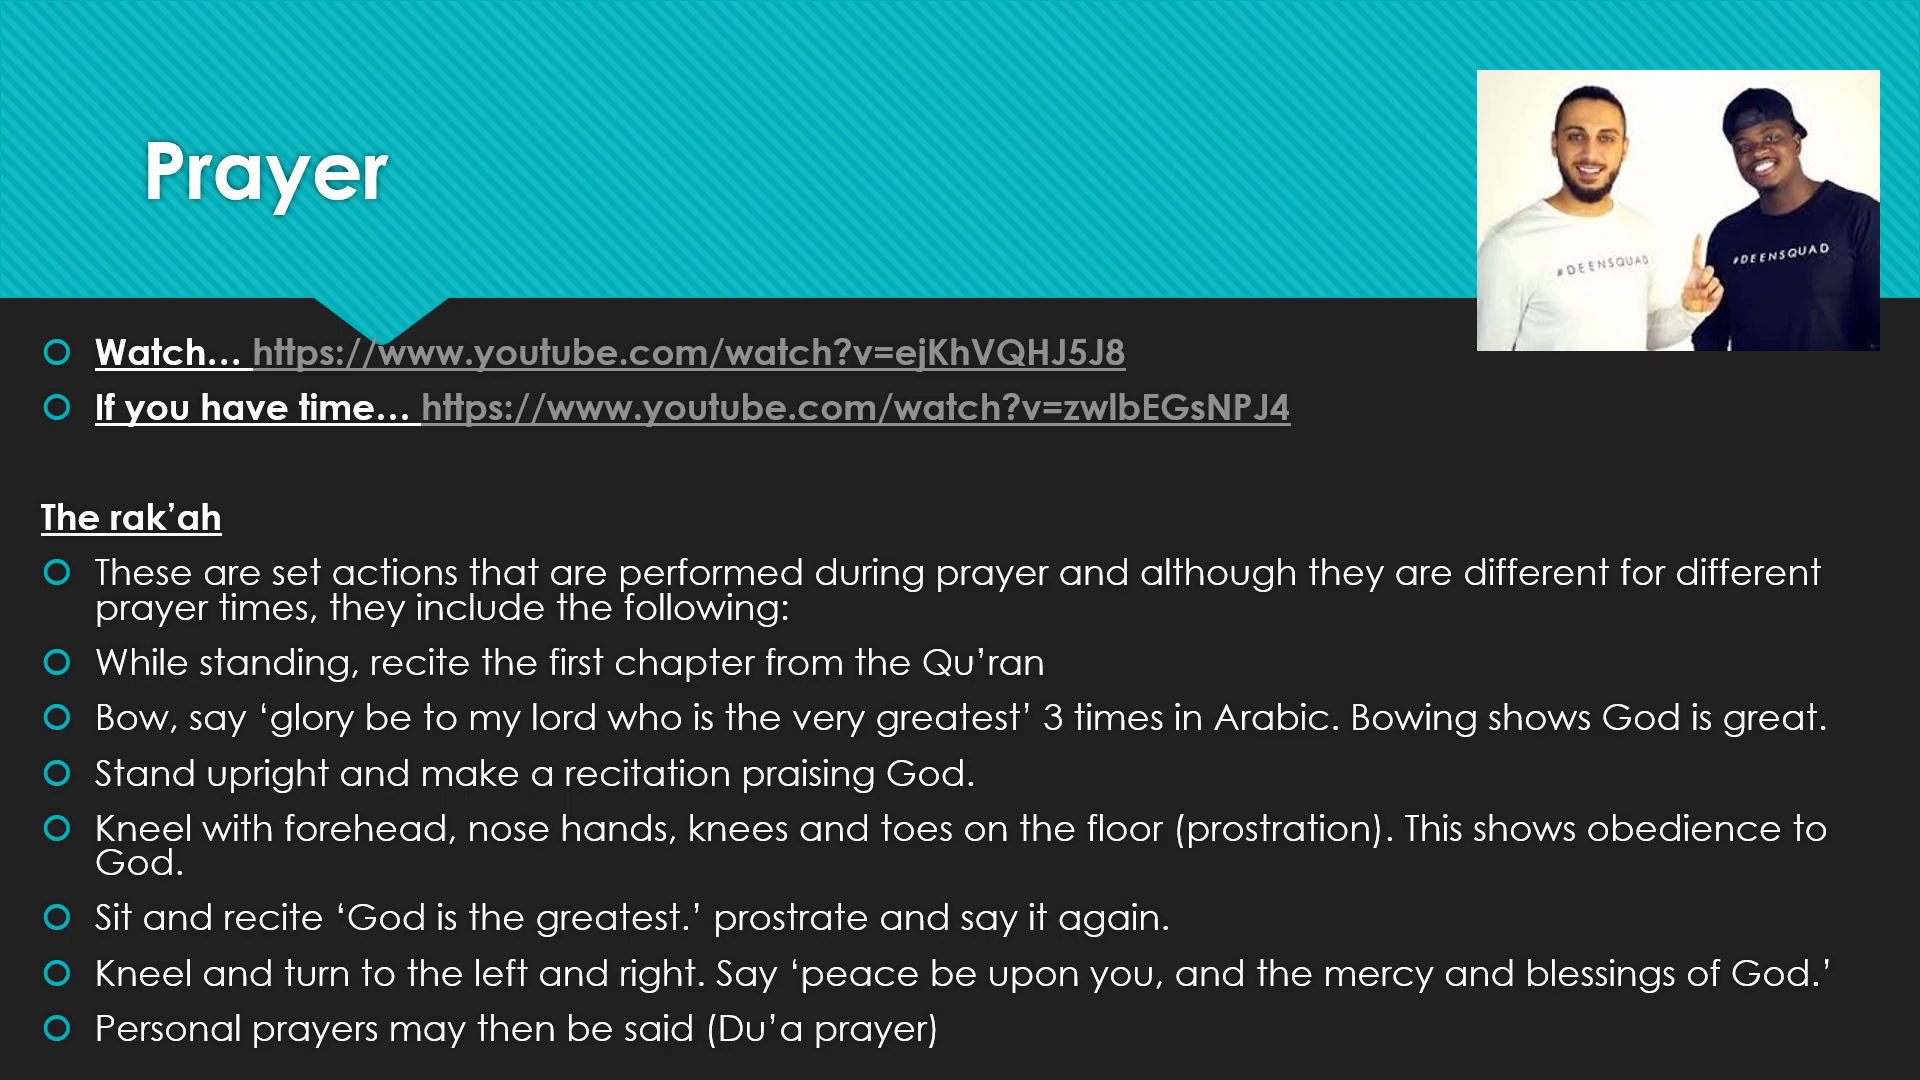 Prayer
#DEENSQUAD
#DEENSQUAD
Watch... https://www.youtube.com/watch?v=ejKhVQHJ5J8
If you have time... https://www.youtube.com/watch?v=zwlbEGsNPJ4
The rak’ah
These are set actions that are performed during prayer and although they are different for different
prayer times, they include the following:
While standing, recite the first chapter from the Qu’ran
Bow, say ‘glory be to my lord who is the very greatest’ 3 times in Arabic. Bowing shows God is great.
Stand upright and make a recitation praising God.
Kneel with forehead, nose hands, knees and toes on the floor (prostration). This shows obedience to
God.
Sit and recite ‘God is the greatest.’ prostrate and say it again.
Kneel and turn to the left and right. Say ‘peace be upon you, and the mercy and blessings of God.’
Personal prayers may then be said (Du’a prayer)